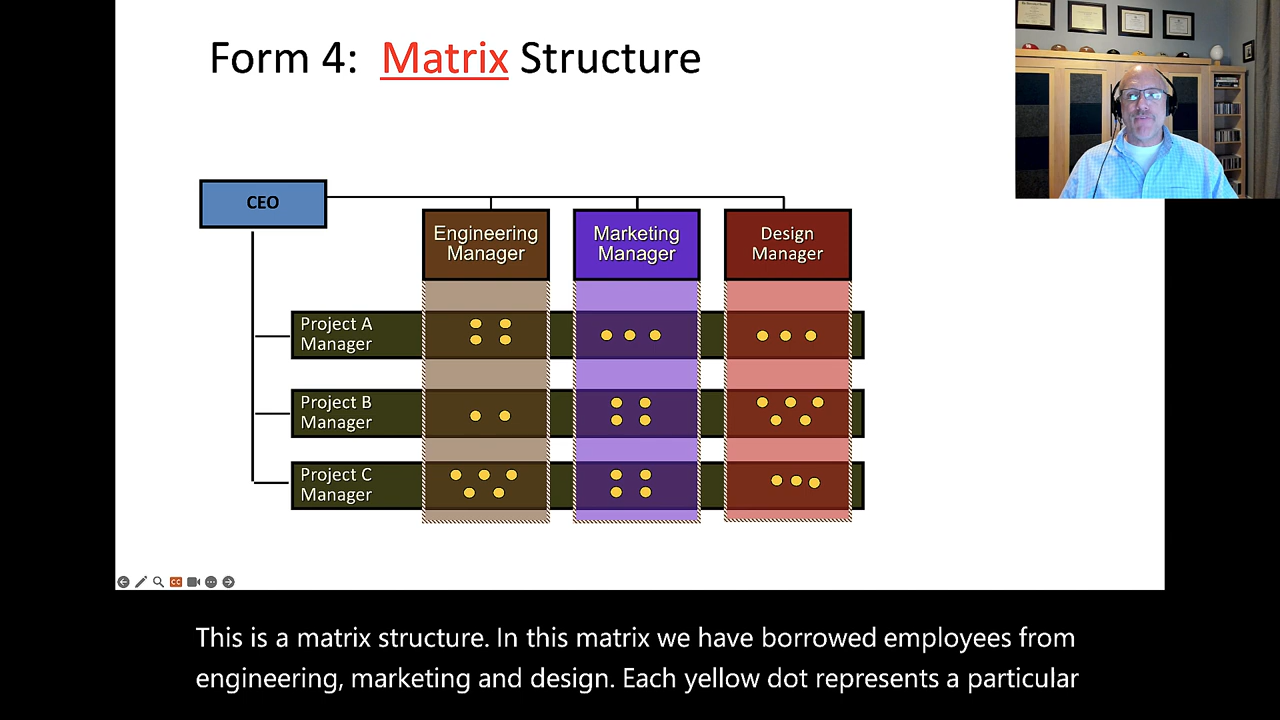 Form 4: Matrix Structure
CEO
Engineering
Manager
Marketing
Manager
Design
Manager
Project A
Manager
Project B
Manager
Project C
Manager
CC
This is a matrix structure. In this matrix we have borrowed employees from
engineering, marketing and design. Each yellow dot represents a particular